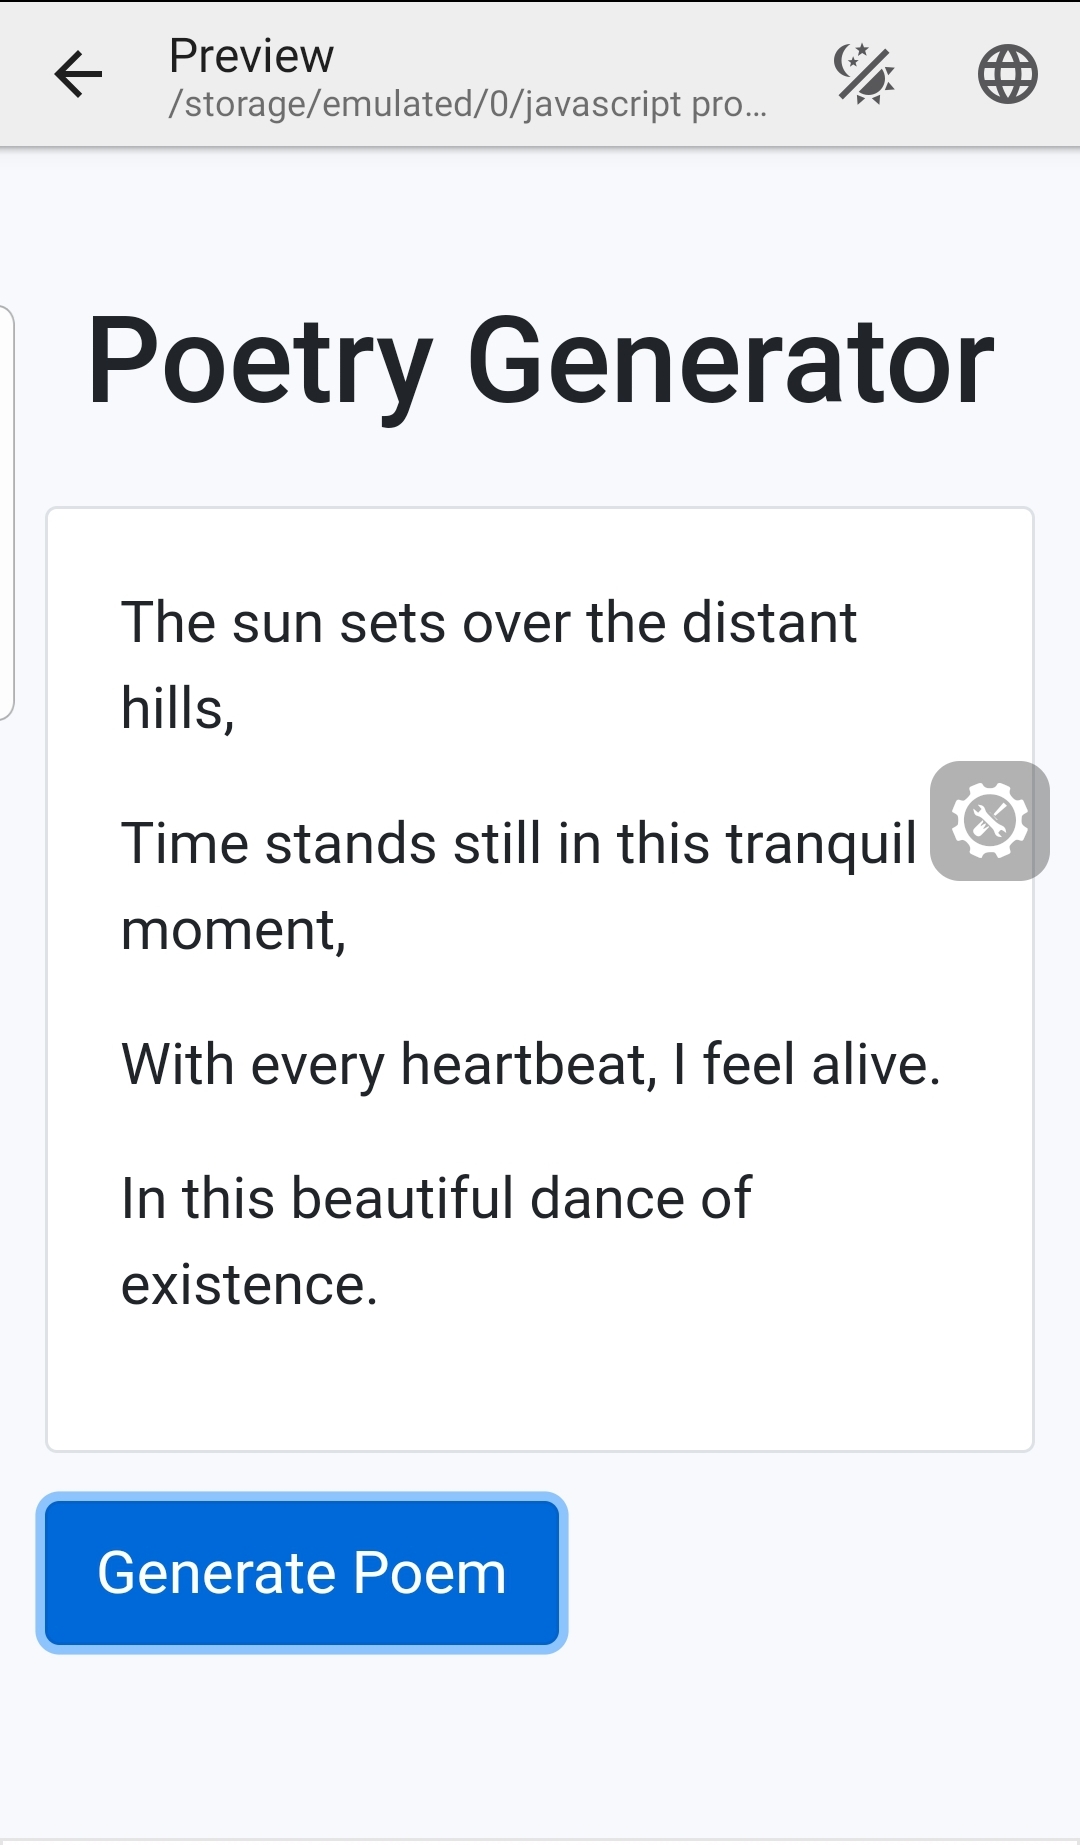 Preview
/storage/emulated/0/javascript pro...
Poetry Generator
The sun sets over the distant
hills,
Time stands still in this tranquil
moment,
With every heartbeat, I feel alive.
In this beautiful dance of
existence.
Generate Poem